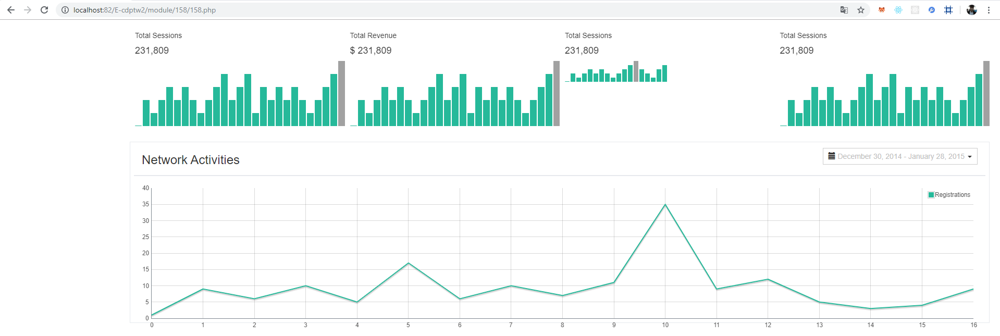 localhost:82/E-cdptw2/module/158/158.php
Total Sessions
231,809
Total Revenue
$ 231,809
Total Sessions
231,809
Total Sessions
231,809
Network Activities
December 30, 2014 - January 28, 2015
Registrations
40
35
30
25
20
15
10
5
0
0 1 2 3 4 5 6 7 8 9 10 11 12 13 14 15 16